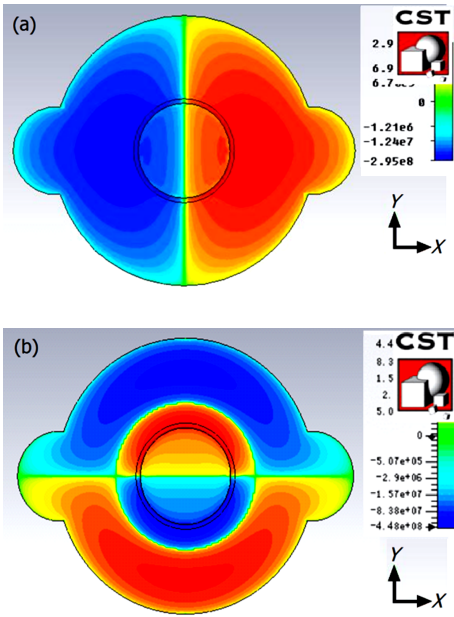 (a)
CST
2.9
6.9
0
-1.21e6
-1.24e7
-2.95e8
Y
X
(b)
CST
4.4
8.3
1.5
2.
5.0
0
-5.07e+05
-2.9e+06
-1.57e+07
-8.38e+07
-4.48e+08
Y
X